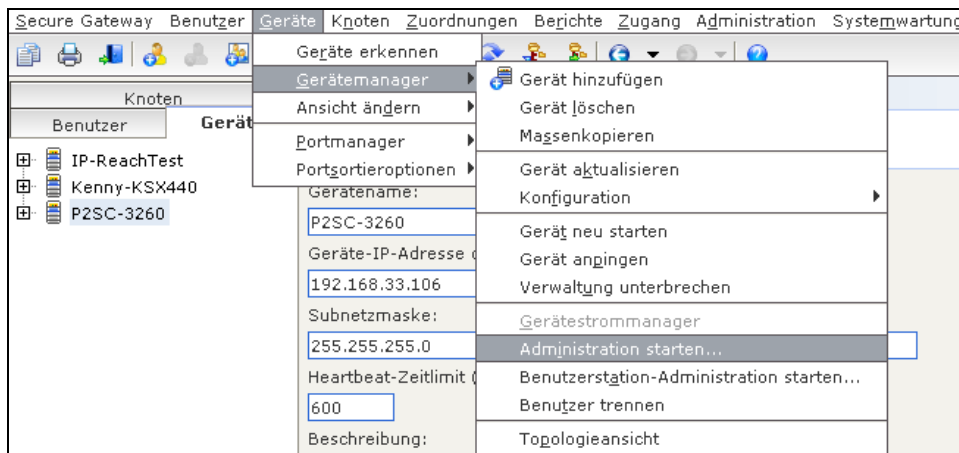 Secure Gateway Benutzer Geräte Knoten Zuordnungen Berichte Zugang Administration Systemwartung
Knoten
Benutzer Gerät
IP-ReachTest
Kenny-KSX440
P2SC-3260
Geräte erkennen
Gerätemanager
Ansicht ändern
Portmanager
Portsortieroptionen
Gerät hinzufügen
Gerät löschen
Massenkopieren
Gerät aktualisieren
Konfiguration
Gerät neu starten
Gerät anpingen
Verwaltung unterbrechen
Gerätestrommanager
Administration starten...
Benutzerstation-Administration starten...
Benutzer trennen
Topologieansicht
Gerätename:
P2SC-3260
Geräte-IP-Adresse
192.168.33.106
Subnetzmaske:
255.255.255.0
Heartbeat-Zeitlimit (
600
Beschreibung: